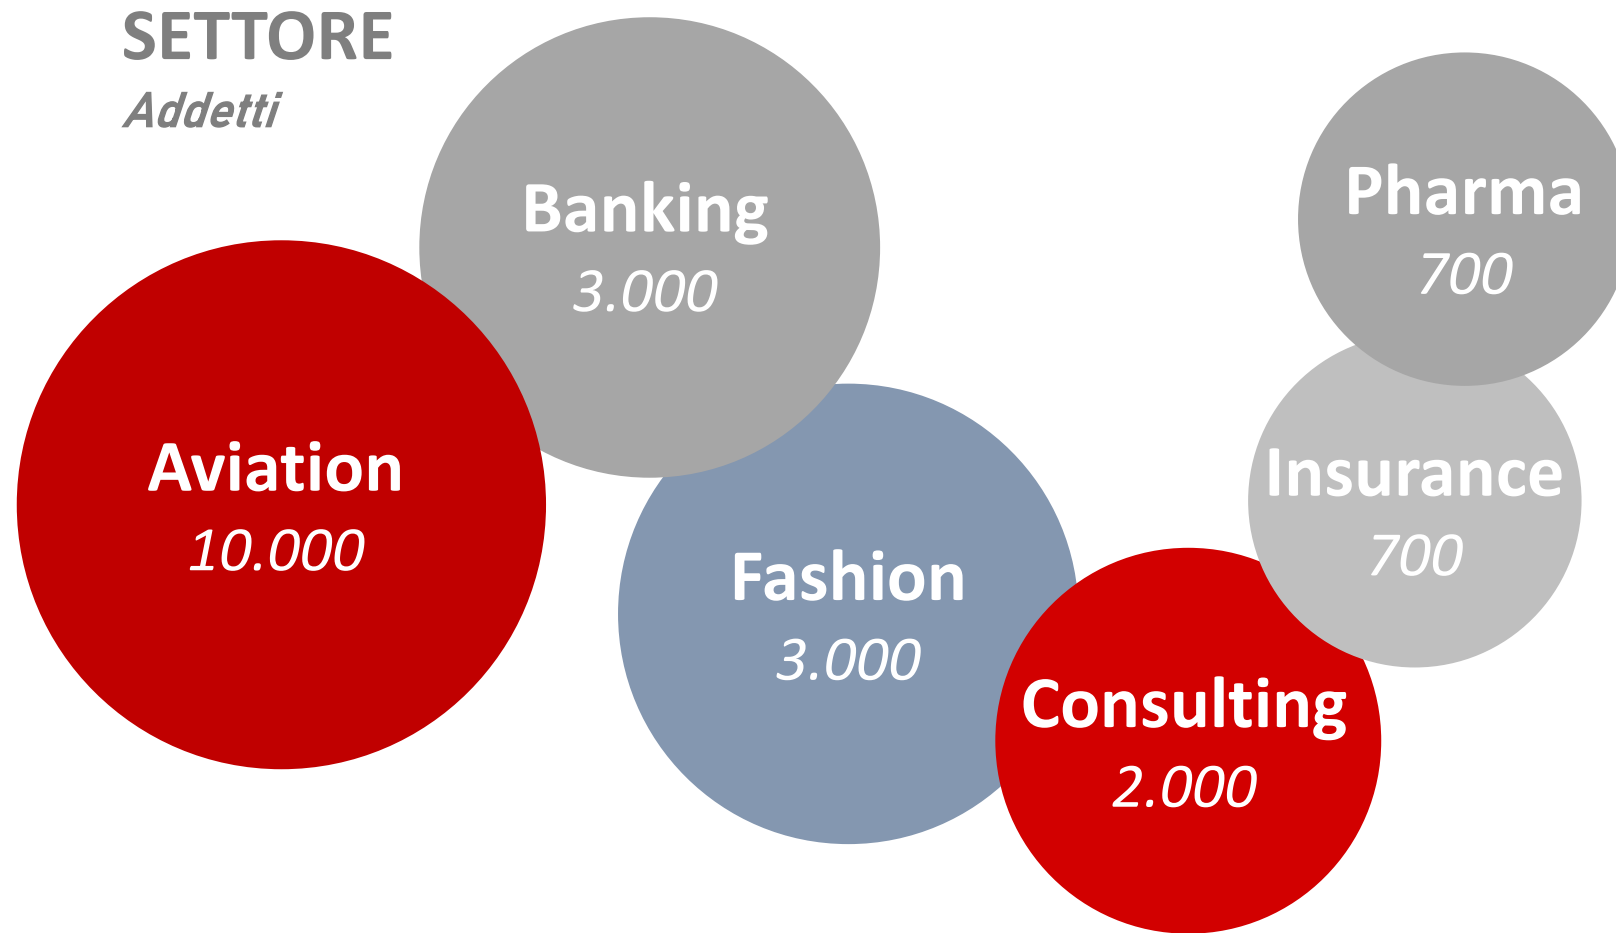 SETTORE
Addetti
Banking
3.000
Pharma
700
Aviation
10.000
Insurance
700
Fashion
3.000
Consulting
2.000